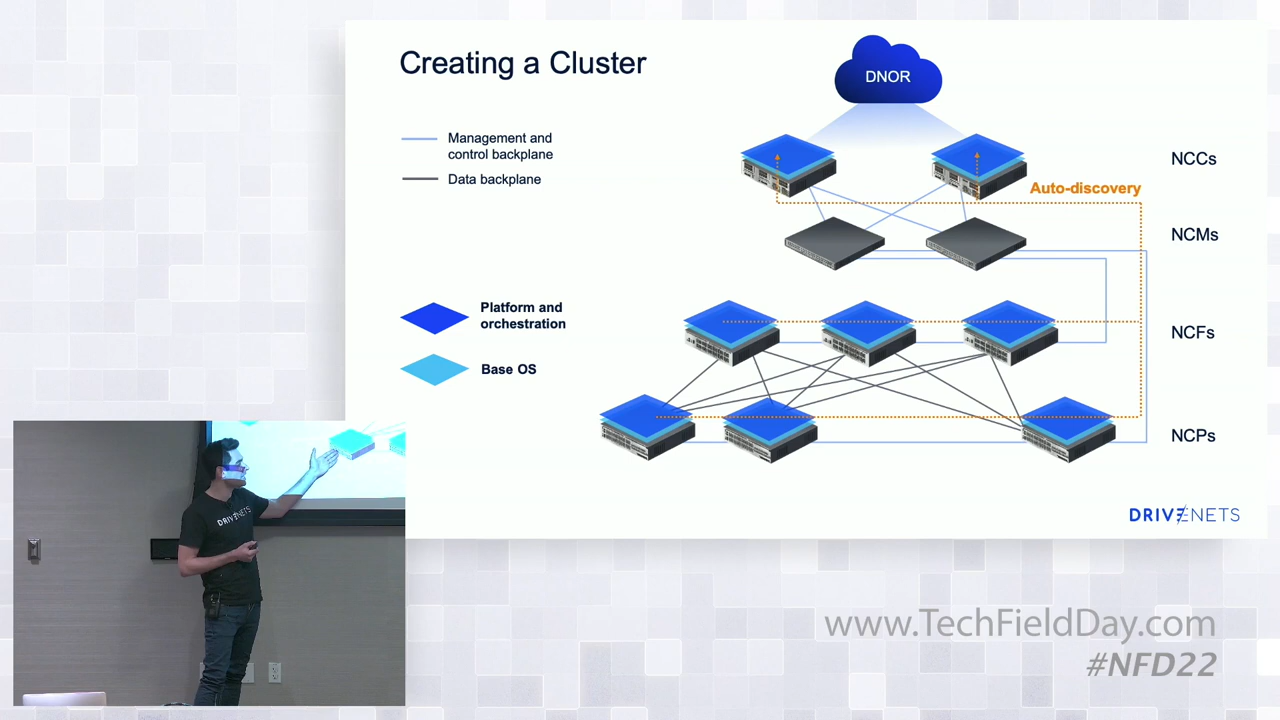 Creating a Cluster
DNOR
Management and
control backplane
Data backplane
NCCs
Auto-discovery
NCMs
Platform and
orchestration
NCFs
Base OS
NCPs
DRIVENETS
DRIVENETS
www.TechFieldDay.com
#NFD22